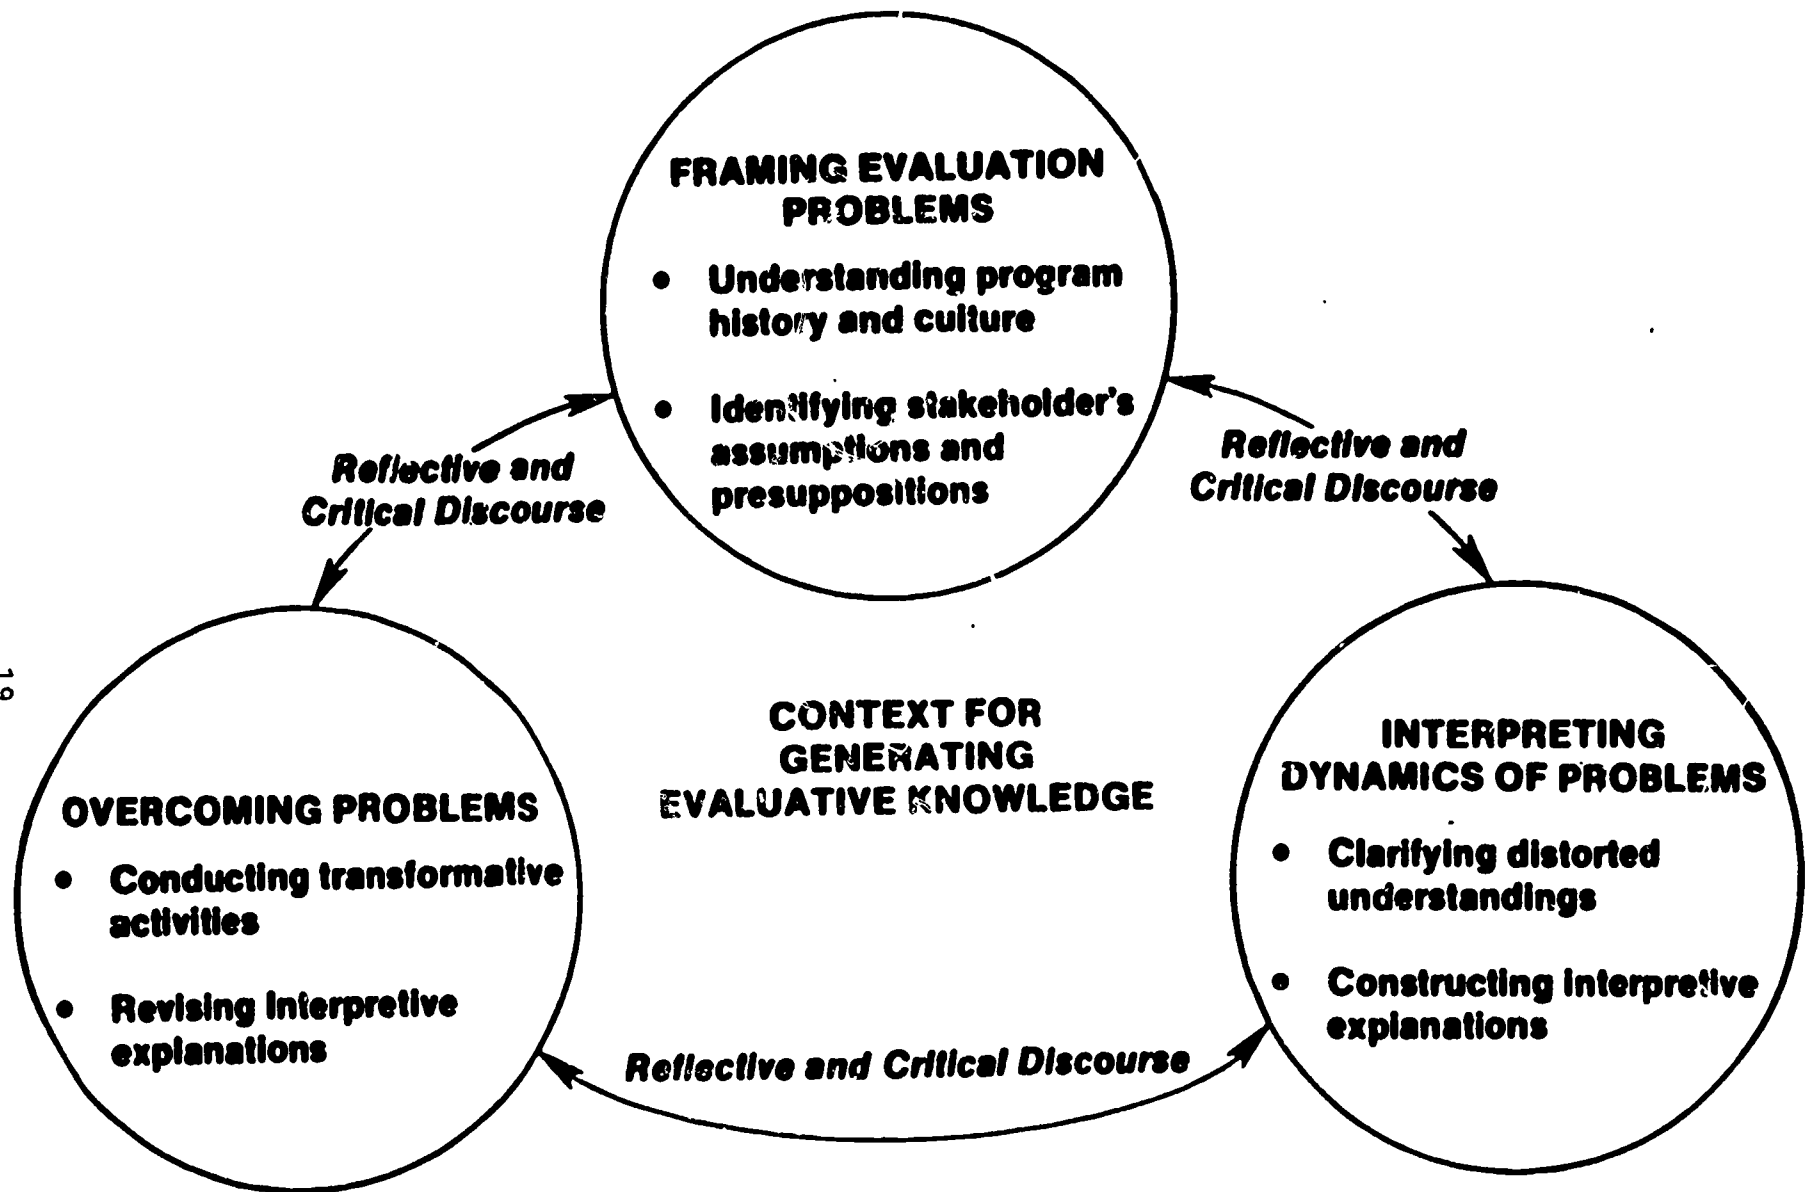 FRAMING EVALUATION
PROBLEMS
• Understanding program
history and culture
• Identifying stakeholder's
assumptions and
presuppositions
Reflective and
Critical Discourse
Reflective and
Critical Discourse
CONTEXT FOR
GENERATING
EVALUATIVE KNOWLEDGE
OVERCOMING PROBLEMS
• Conducting transformative
activities
• Revising Interpretive
explanations
INTERPRETING
DYNAMICS OF PROBLEMS
• Clarifying distorted
understandings
• Constructing interpretive
explanations
Reflective and Critical Discourse
19